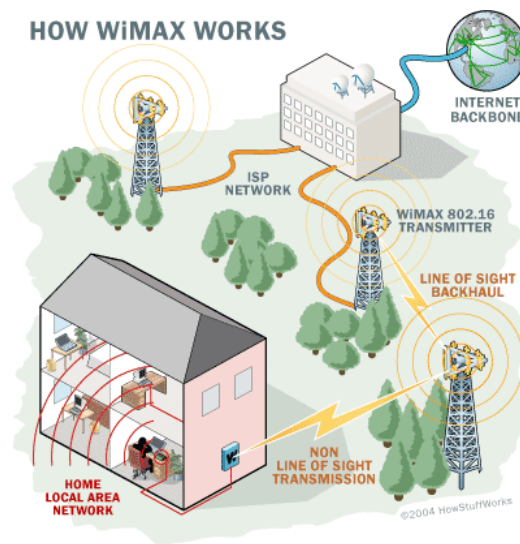 HOW WiMAX WORKS
INTERNET
BACKBONE
ISP
NETWORK
WiMAX 802.16
TRANSMITTER
LINE OF SIGHT
BACKHAUL
NON
LINE OF SIGHT
TRANSMISSION
HOME
LOCAL AREA
NETWORK
©2004 HowStuffWorks